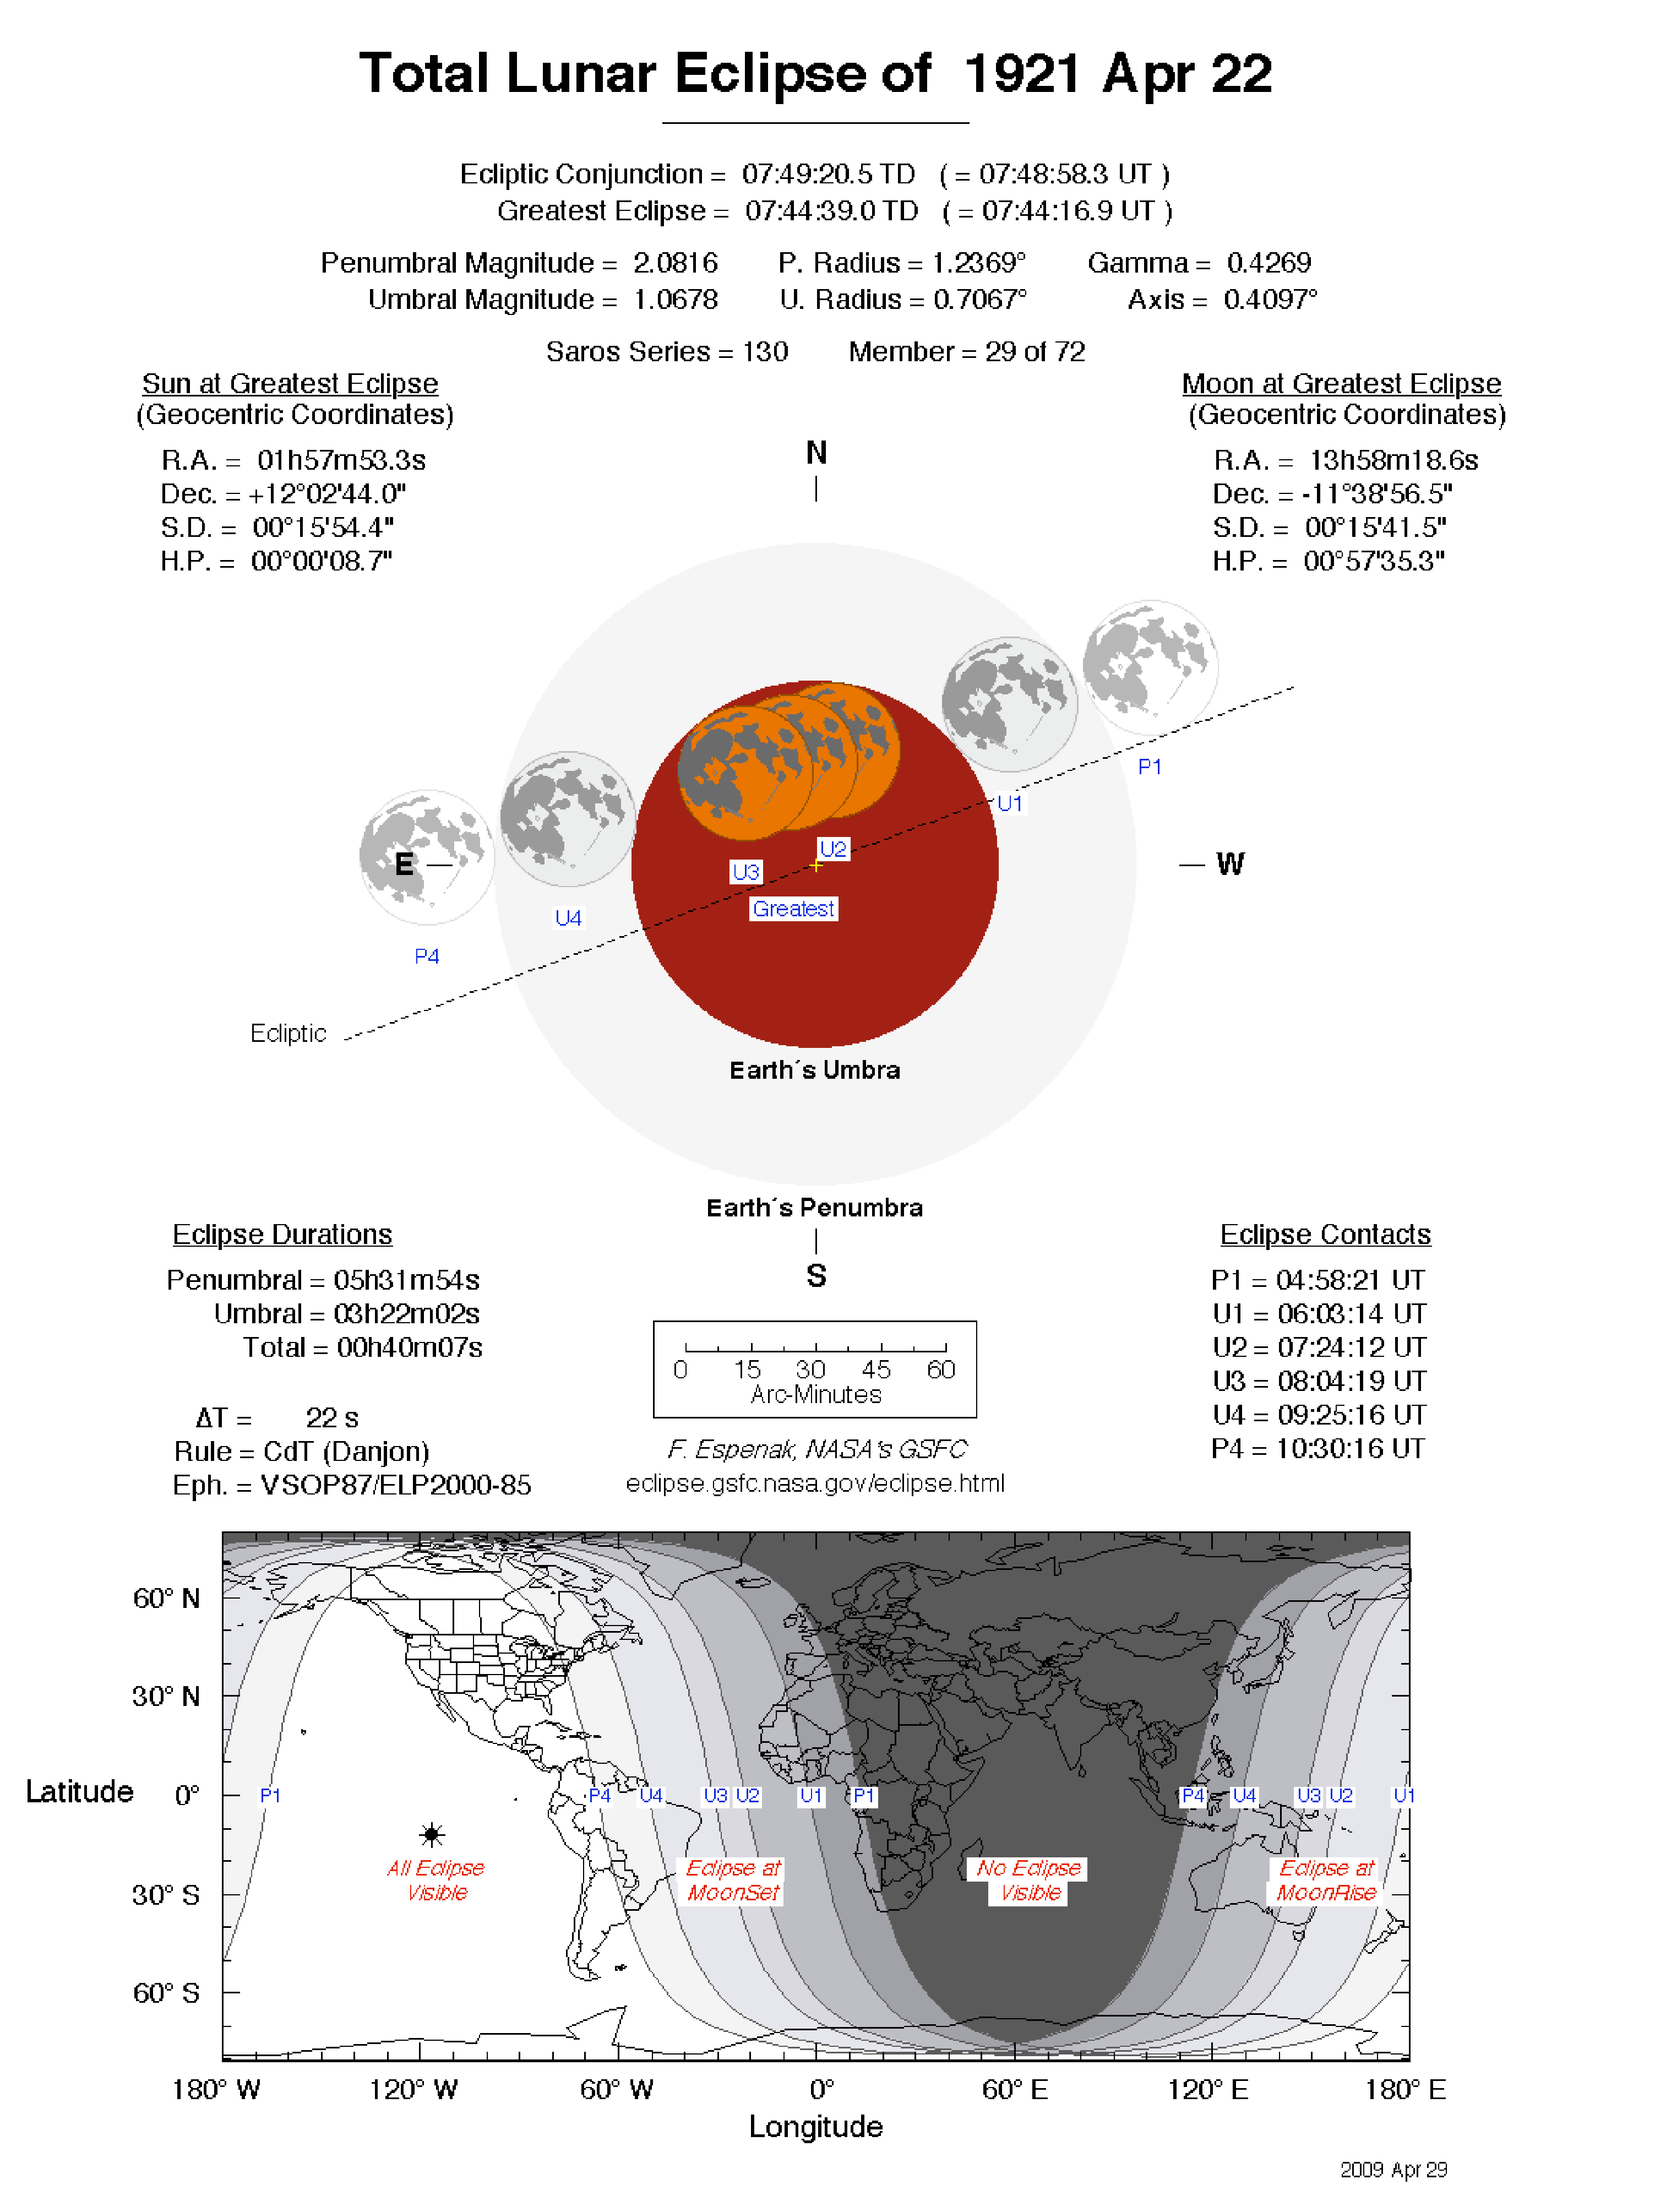 Total Lunar Eclipse of 1921 Apr 22
Ecliptic Conjunction = 07:49:20.5 TD ( = 07:48:58.3 UT )
Greatest Eclipse = 07:44:39.0 TD ( = 07:44:16.9 UT )
Penumbral Magnitude = 2.0816 P. Radius = 1.2369° Gamma = 0.4269
Umbral Magnitude = 1.0678 U. Radius = 0.7067° Axis = 0.4097°
Saros Series = 130 Member = 29 of 72
Sun at Greatest Eclipse
(Geocentric Coordinates)
R.A. = 01h57m53.3s
Dec. = +12°02'44.0"
S.D. = 00°15'54.4"
H.P. = 00°00'08.7"
Moon at Greatest Eclipse
(Geocentric Coordinates)
R.A. = 13h58m18.6s
Dec. = -11°38'56.5"
S.D. = 00°15'41.5"
H.P. = 00°57'35.3"
N
P1
U1
U2
E
W
U3
Greatest
U4
P4
Ecliptic
Earth´s Umbra
Earth´s Penumbra
S
Eclipse Durations
Penumbral = 05h31m54s
Umbral = 03h22m02s
Total = 00h40m07s
ΔT = 22 s
Rule = CdT (Danjon)
Eph. = VSOP87/ELP2000-85
0 15 30 45 60
Arc-Minutes
F. Espenak, NASA's GSFC
eclipse.gsfc.nasa.gov/eclipse.html
Eclipse Contacts
P1 = 04:58:21 UT
U1 = 06:03:14 UT
U2 = 07:24:12 UT
U3 = 08:04:19 UT
U4 = 09:25:16 UT
P4 = 10:30:16 UT
60° N
30° N
Latitude 0°
30° S
60° S
P1 P4 U4 U3 U2 U1 P1 P4 U4 U3 U2 U1
All Eclipse
Visible
Eclipse at
MoonSet
No Eclipse
Visible
Eclipse at
MoonRise
180° W 120° W 60° W 0° 60° E 120° E 180° E
Longitude
2009 Apr 29